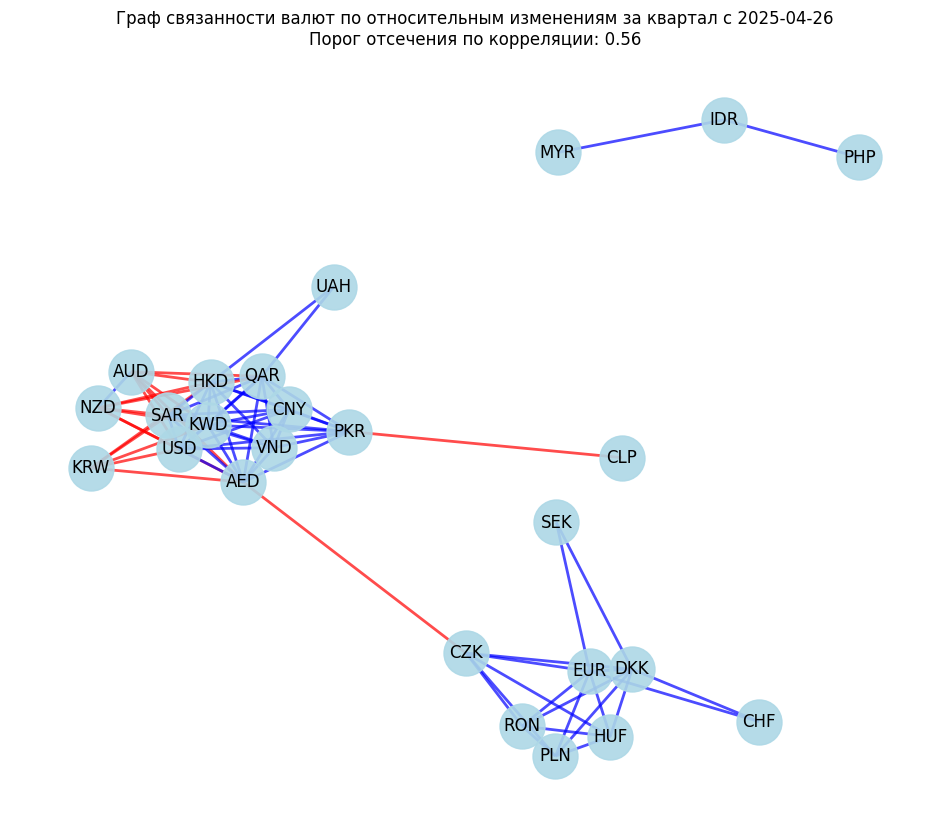 Граф связанности валют по относительным изменениям за квартал с 2025-04-26
Порог отсечения по корреляции: 0.56
IDR
MYR
PHP
UAH
AUD
QAR
HKD
NZD
CNY
SAR
KWD
PKR
USD
VND
CLP
KRW
AED
SEK
CZK
EUR
DKK
RON
CHF
HUF
PLN